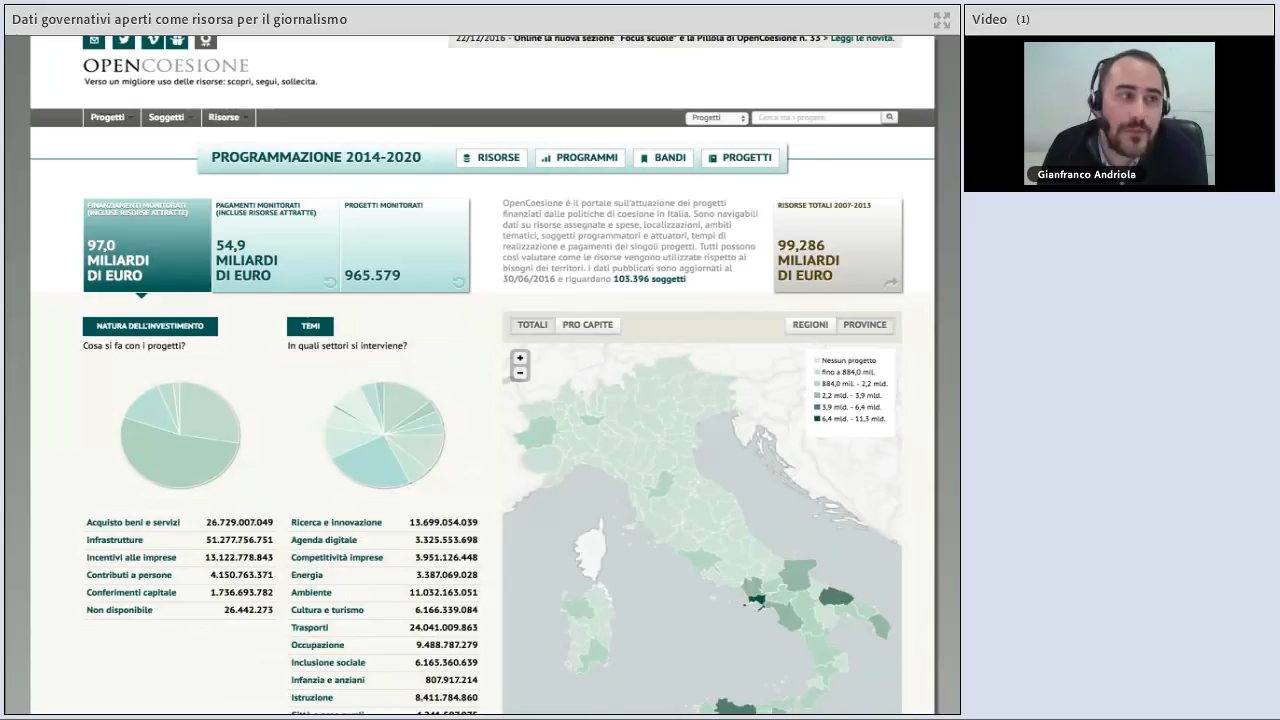 Dati governativi aperti come risorsa per il giornalismo
Video (1)
Gianfranco Andriola
22/12/2016 - Online la nuova sezione "Focus scuole" e la Pillola di OpenCoesione n. 33 > Leggi le novità.
OPENCOESIONE
Verso un migliore uso delle risorse: scopri, segui, sollecita.
Progetti Soggetti Risorse
Progetti
PROGRAMMAZIONE 2014-2020
RISORSE
PROGRAMMI
BANDI
PROGETTI
FINANZIAMENTI MONITORATI
(INCLUSE RISORSE ATTRATTE)
97,0
MILIARDI
DI EURO
PAGAMENTI MONITORATI
(INCLUSE RISORSE ATTRATTE)
54,9
MILIARDI
DI EURO
PROGETTI MONITORATI
965.579
OpenCoesione è il portale sull'attuazione dei progetti
finanziati dalle politiche di coesione in Italia. Sono navigabili
dati su risorse assegnate e spese, localizzazioni, ambiti
tematici, soggetti programmatori e attuatori, tempi di
realizzazione e pagamenti dei singoli progetti. Tutti possono
così valutare come le risorse vengono utilizzate rispetto ai
bisogni dei territori. I dati pubblicati sono aggiornati al
30/06/2016 e riguardano 103.396 soggetti
RISORSE TOTALI 2007-2013
99,286
MILIARDI
DI EURO
NATURA DELL'INVESTIMENTO
Cosa si fa con i progetti?
TEMI
In quali settori si interviene?
TOTALI PRO CAPITE
REGIONI PROVINCE
+
-
Nessun progetto
fino a 884,0 mil.
884,0 mil. - 2,2 mld.
2,2 mld. - 3,9 mld.
3,9 mld. - 6,4 mld.
6,4 mld. - 11,3 mld.
Acquisto beni e servizi 26.729.007.049
Infrastrutture 51.277.756.751
Incentivi alle imprese 13.122.778.843
Contributi a persone 4.150.763.371
Conferimenti capitale 1.736.693.782
Non disponibile 26.442.273
Ricerca e innovazione 13.699.054.039
Agenda digitale 3.325.553.698
Competitività imprese 3.951.126.448
Energia 3.387.069.028
Ambiente 11.032.163.051
Cultura e turismo 6.166.339.084
Trasporti 24.041.009.863
Occupazione 9.488.787.279
Inclusione sociale 6.165.360.639
Infanzia e anziani 807.917.214
Istruzione 8.411.784.860